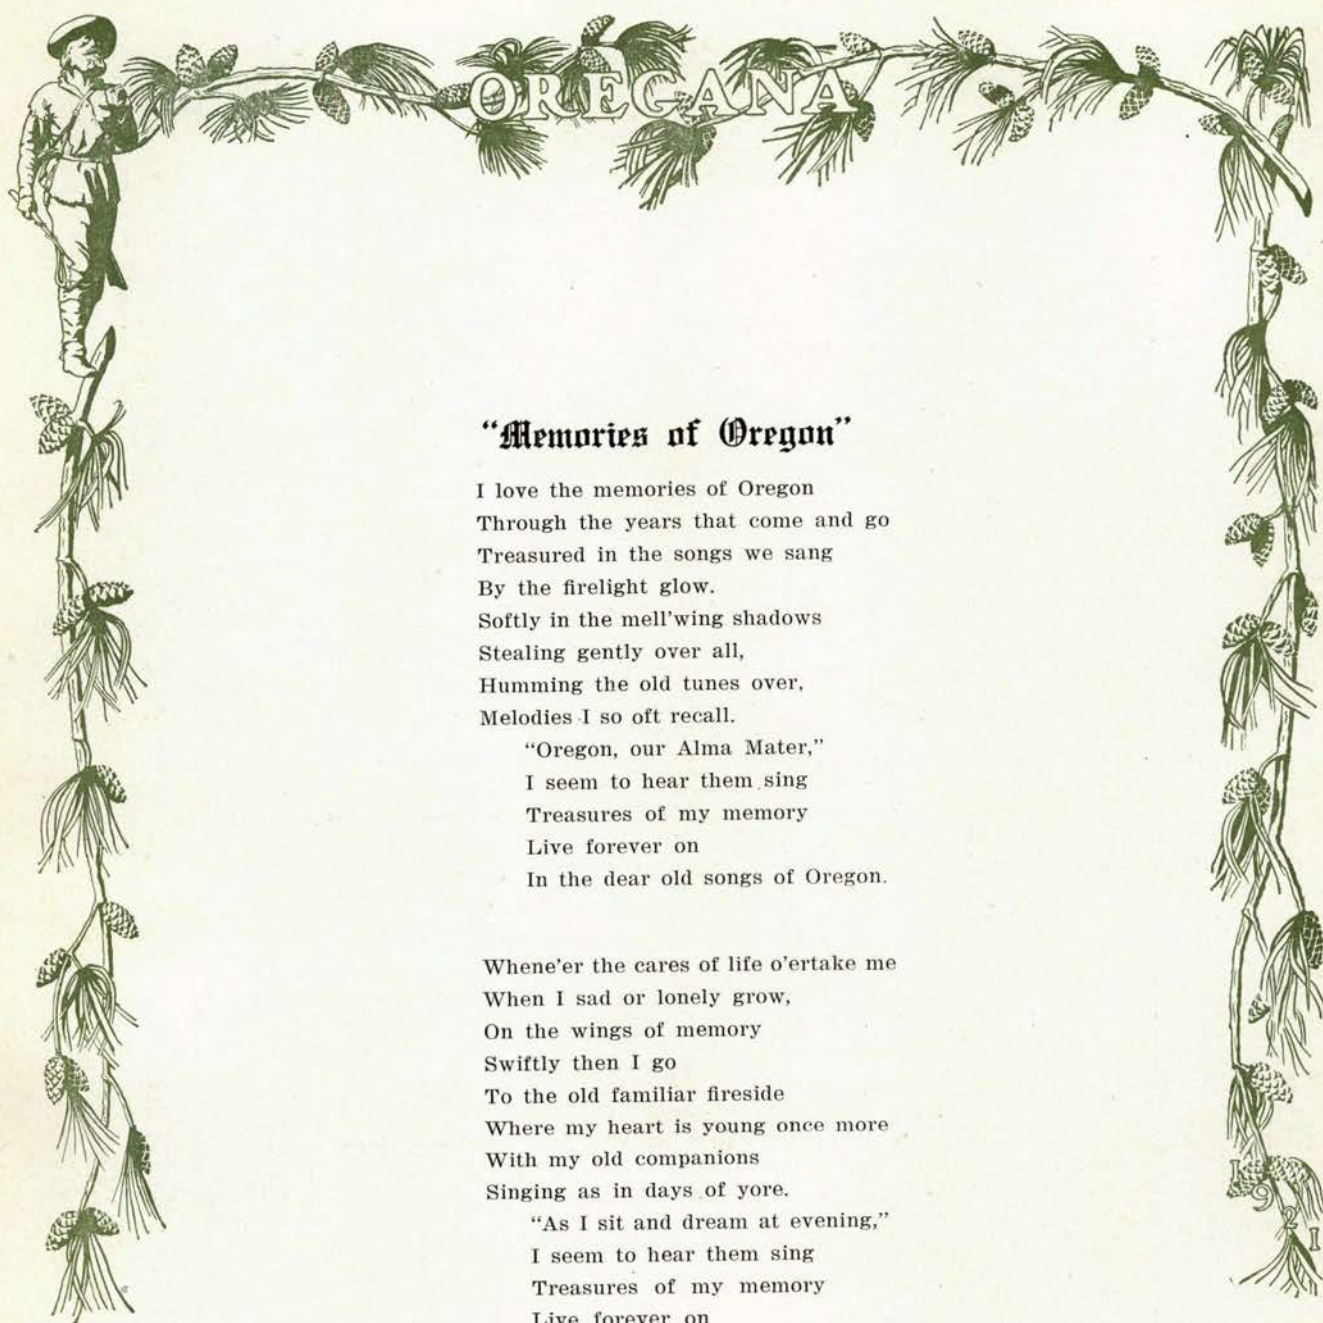 OREGANA
"Memories of Oregon"
I love the memories of Oregon
Through the years that come and go
Treasured in the songs we sang
By the firelight glow.
Softly in the mell'wing shadows
Stealing gently over all,
Humming the old tunes over,
Melodies I so oft recall.
"Oregon, our Alma Mater,"
I seem to hear them sing
Treasures of my memory
Live forever on
In the dear old songs of Oregon.
Whene'er the cares of life o'ertake me
When I sad or lonely grow,
On the wings of memory
Swiftly then I go
To the old familiar fireside
Where my heart is young once more
With my old companions
Singing as in days of yore.
"As I sit and dream at evening,"
I seem to hear them sing
Treasures of my memory
Live forever on
1921